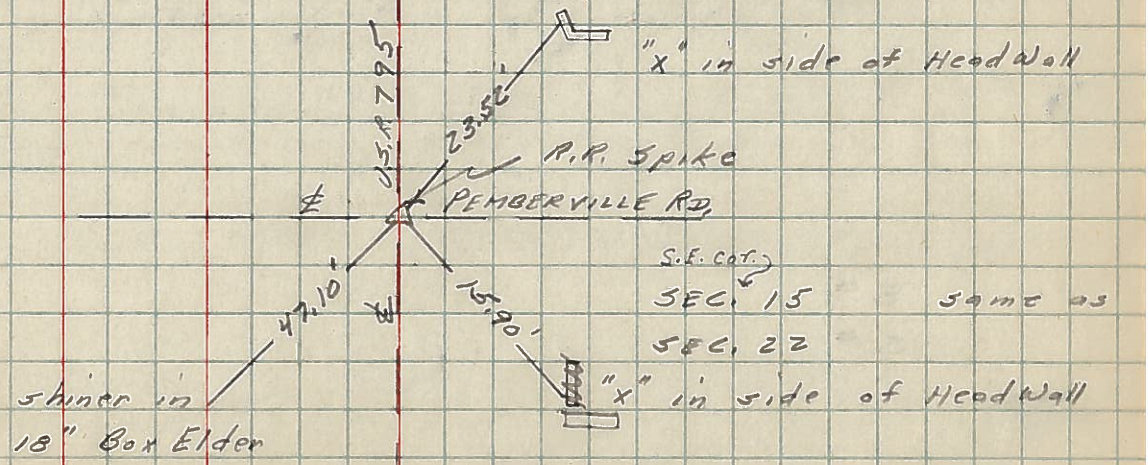 "x" in side of HeadWall
U.S.R 795
23.52'
R.R. Spike
℄ PEMBERVILLE RD.
S.E. cor.
SEC. 15 same as
SEC. 22
47.10'
℄
15.90'
shiner in
18" Box Elder
"x" in side of HeadWall